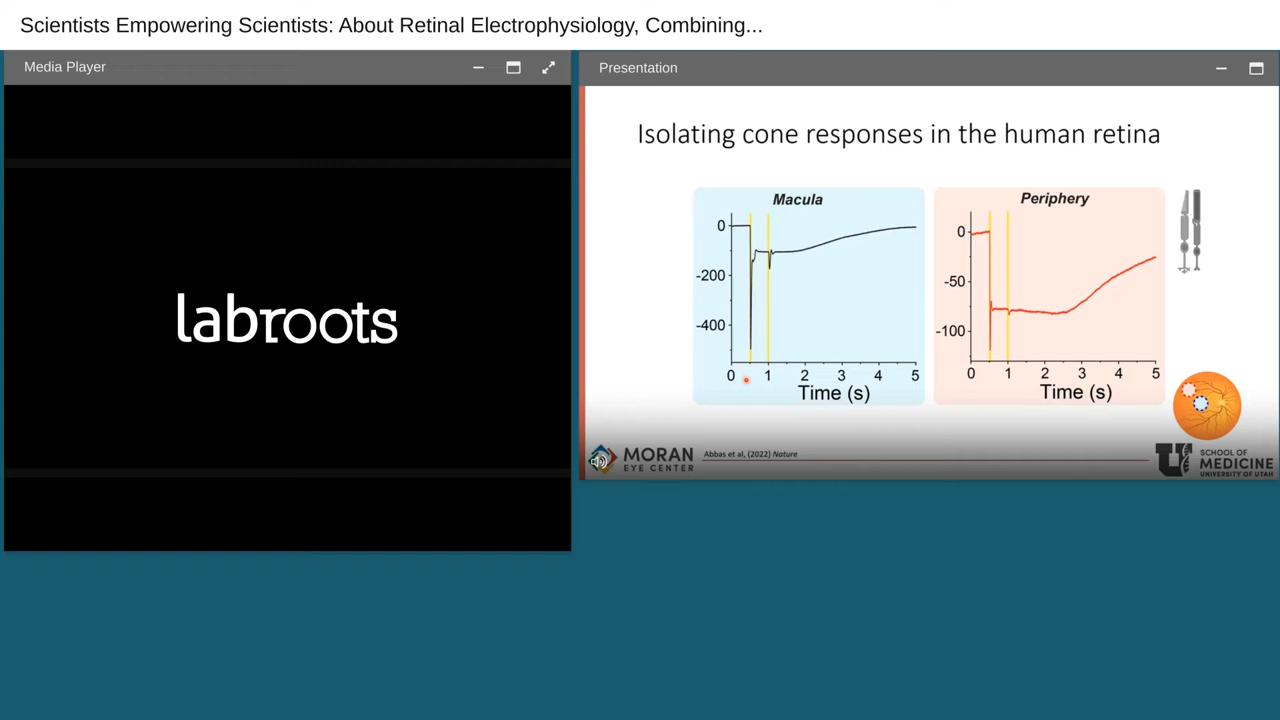 Scientists Empowering Scientists: About Retinal Electrophysiology, Combining...
Media Player
labroots
Presentation
Isolating cone responses in the human retina
Macula
0
-200
-400
0 1 2 3 4 5
Time (s)
Periphery
0
-50
-100
0 1 2 3 4 5
Time (s)
MORAN
EYE CENTER
Abbas et al, (2022) Nature
U
SCHOOL OF
MEDICINE
UNIVERSITY OF UTAH